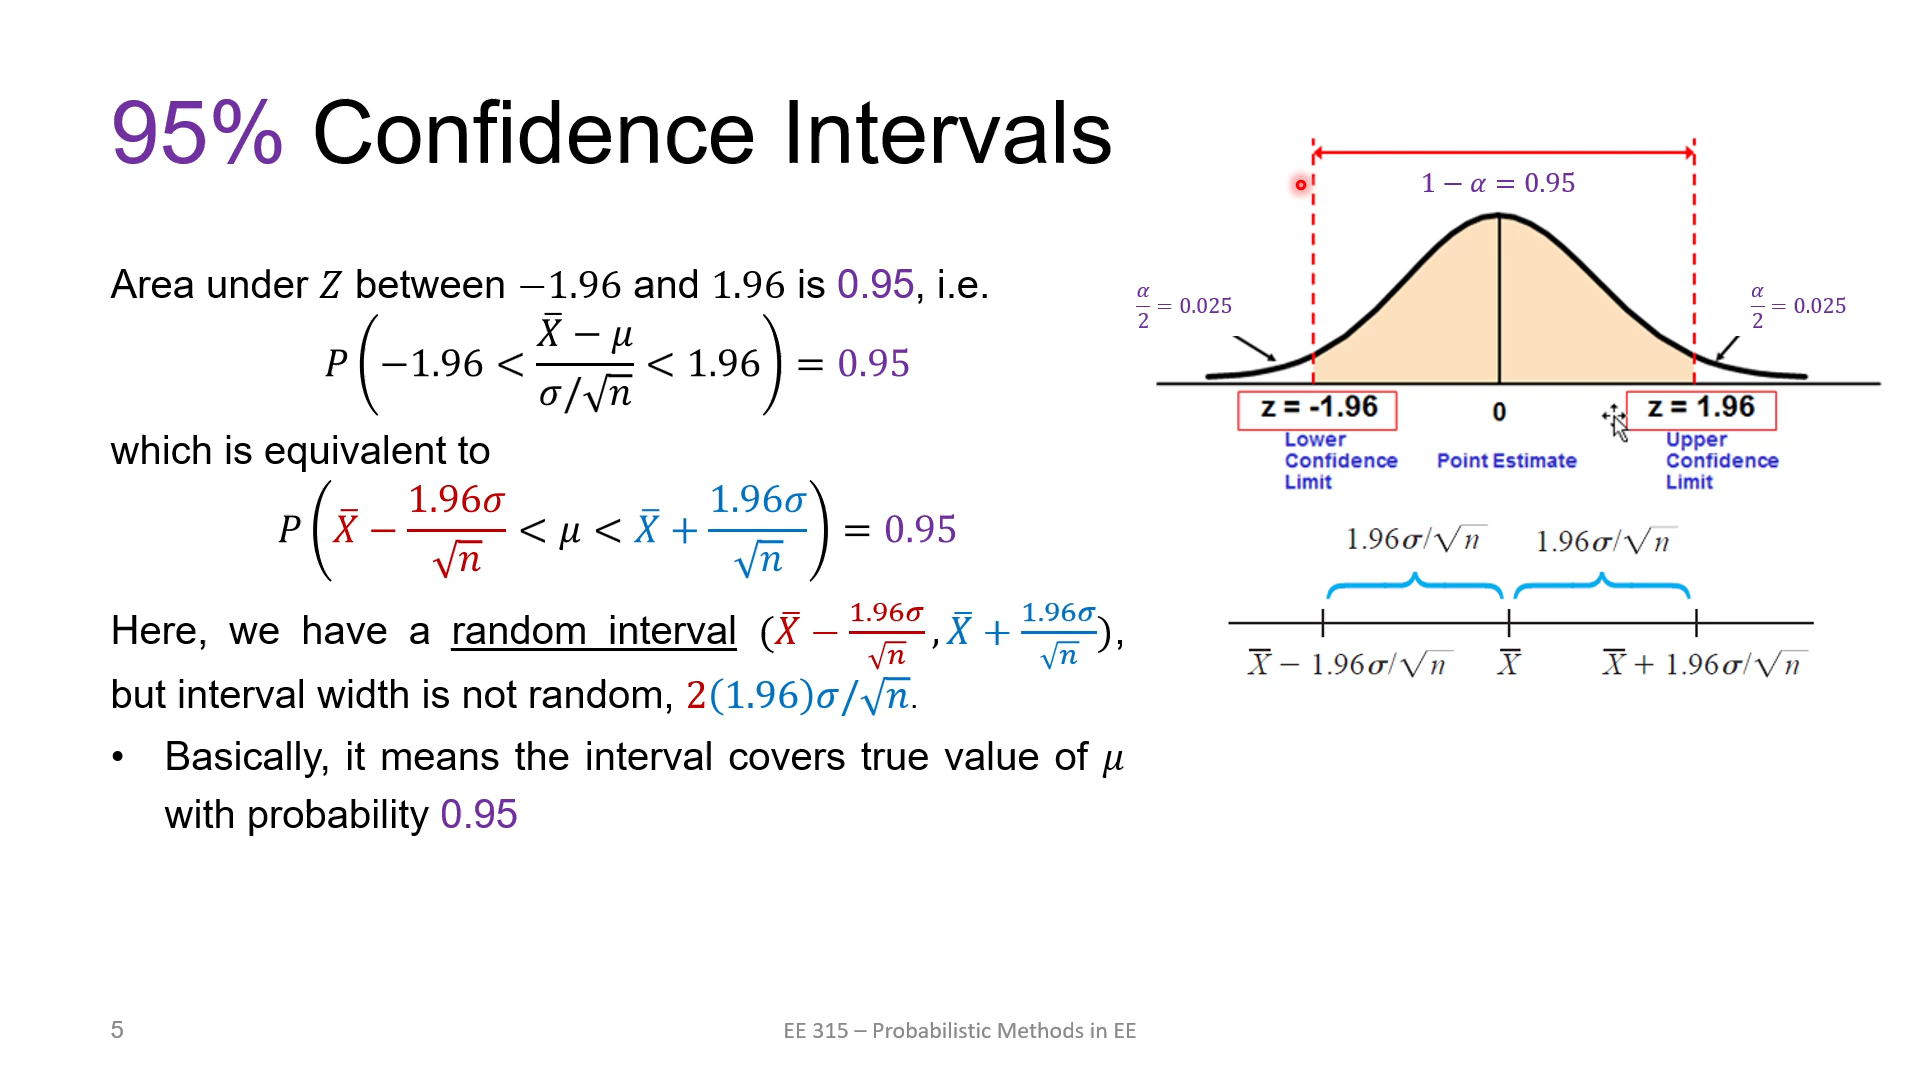 95% Confidence Intervals
Area under Z between −1.96 and 1.96 is 0.95, i.e.
P(−1.96 < (X̄ − μ)/(σ/√n) < 1.96) = 0.95
which is equivalent to
P(X̄ − 1.96σ/√n < μ < X̄ + 1.96σ/√n) = 0.95
Here, we have a random interval (X̄ − 1.96σ/√n, X̄ + 1.96σ/√n),
but interval width is not random, 2(1.96)σ/√n.
• Basically, it means the interval covers true value of μ
with probability 0.95
1 − α = 0.95
α/2 = 0.025
α/2 = 0.025
z = -1.96
0
z = 1.96
Lower
Confidence
Limit
Point Estimate
Upper
Confidence
Limit
1.96σ/√n
1.96σ/√n
X̄ − 1.96σ/√n
X̄
X̄ + 1.96σ/√n
5
EE 315 – Probabilistic Methods in EE